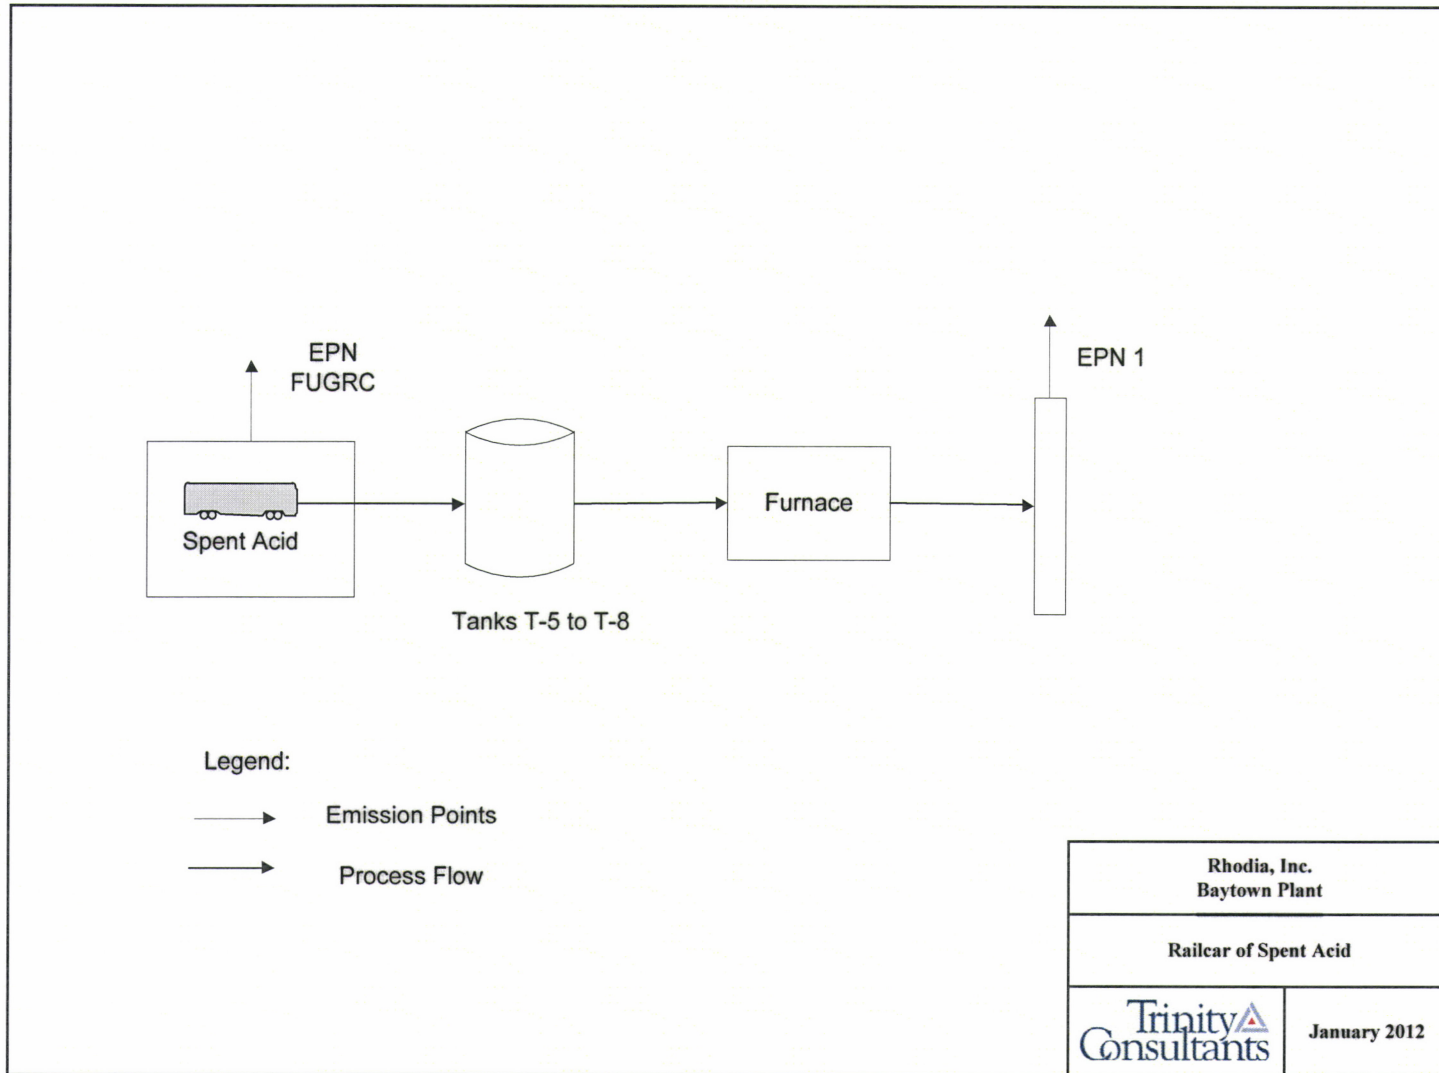 EPN
FUGRC
EPN 1
Furnace
Spent Acid
Tanks T-5 to T-8
Legend:
Emission Points
Process Flow
Rhodia, Inc.
Baytown Plant
Railcar of Spent Acid
Trinity
Consultants
January 2012